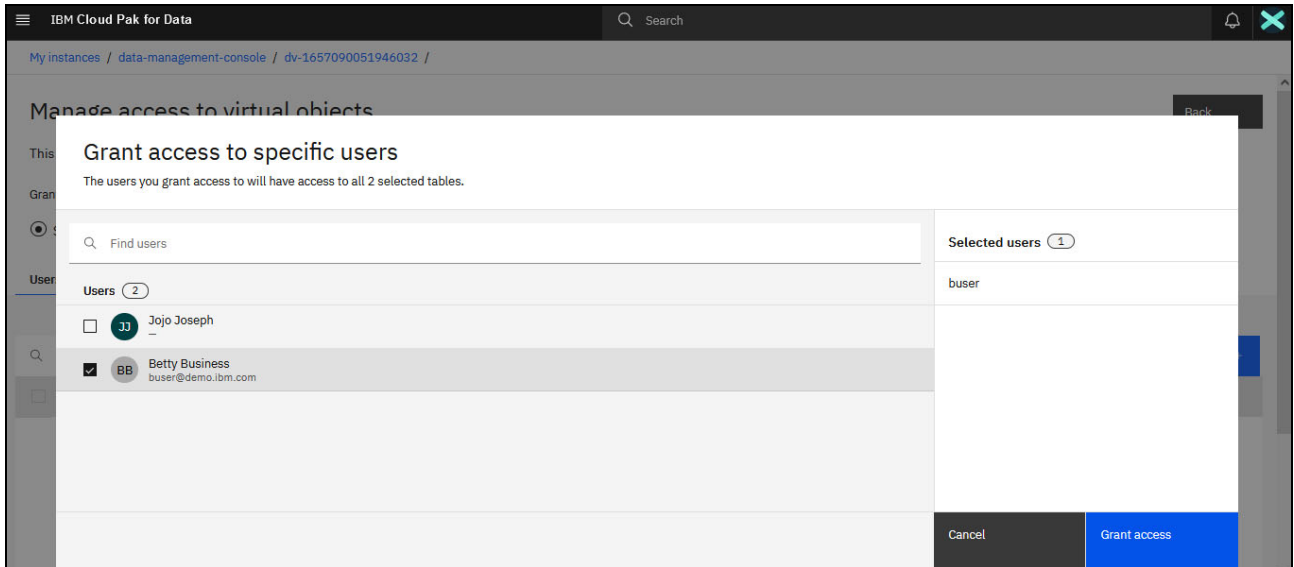 IBM Cloud Pak for Data
Search
My instances / data-management-console / dv-1657090051946032 /
Manage access to virtual objects
Back
This
Gran
User
Grant access to specific users
The users you grant access to will have access to all 2 selected tables.
Find users
Users 2
JJ Jojo Joseph
–
BB Betty Business
buser@demo.ibm.com
Selected users 1
buser
Cancel
Grant access